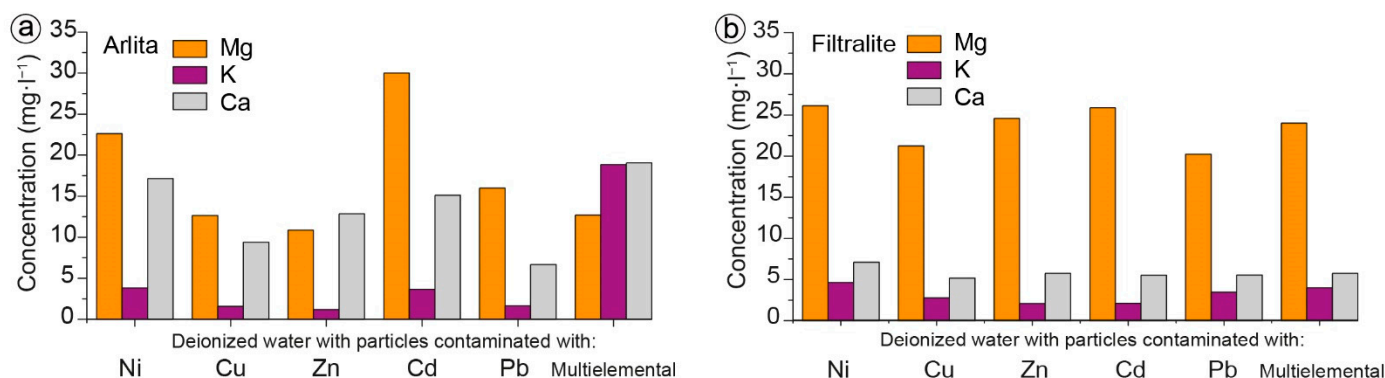 a
Arlita
Mg
K
Ca
Concentration (mg·l⁻¹)
35
30
25
20
15
10
5
0
Deionized water with particles contaminated with:
Ni Cu Zn Cd Pb Multielemental
b
Filtralite
Mg
K
Ca
Concentration (mg·l⁻¹)
35
30
25
20
15
10
5
0
Deionized water with particles contaminated with:
Ni Cu Zn Cd Pb Multielemental